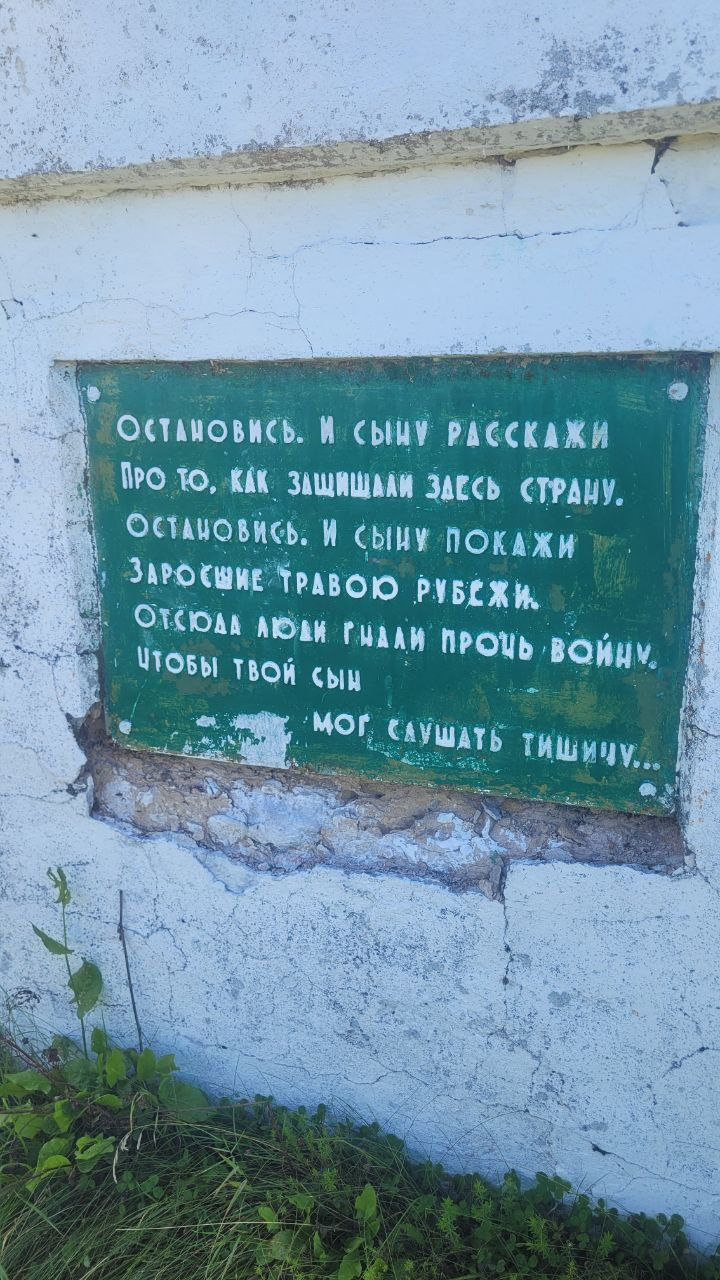 Остановись. И сыну расскажи
Про то, как защищали здесь страну.
Остановись. И сыну покажи
Заросшие травою рубежи.
Отсюда люди гнали прочь войну,
Чтобы твой сын
мог слушать тишину...